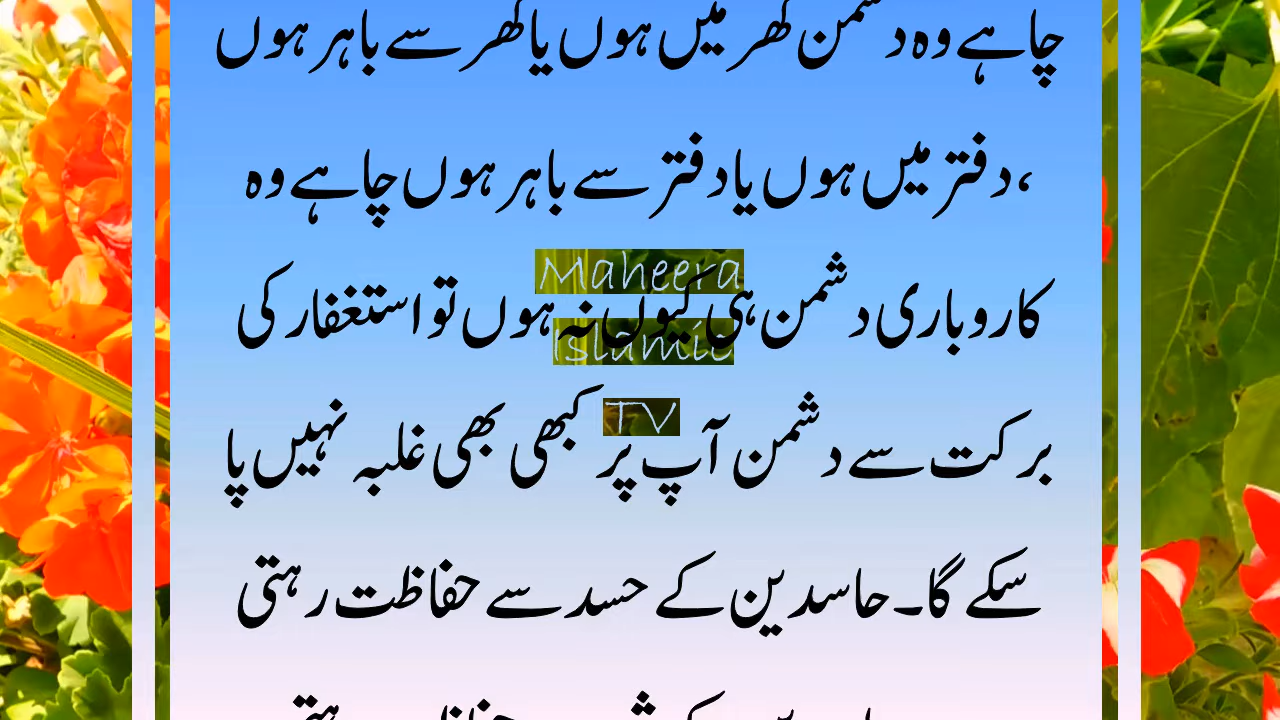 چاہے وہ دشمن گھر میں ہوں یا گھر سے باہر ہوں
،دفتر میں ہوں یا دفتر سے باہر ہوں چاہے وہ
Maheera
کاروباری دشمن ہی کیوں نہ ہوں تو استغفار کی
Islamic
TV
برکت سے دشمن آپ پر کبھی بھی غلبہ نہیں پا
سکے گا۔ حاسدین کے حسد سے حفاظت رہتی